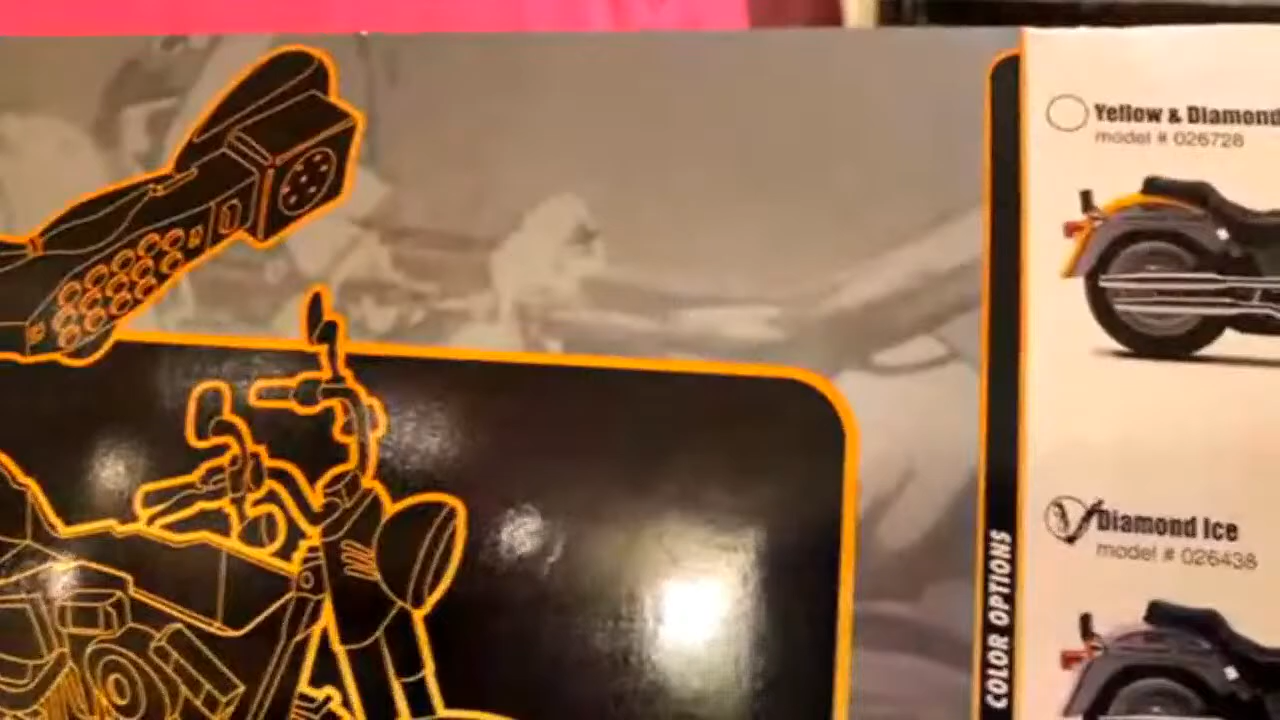 Yellow & Diamond
model # 026728
Diamond Ice
model # 026438
COLOR OPTIONS